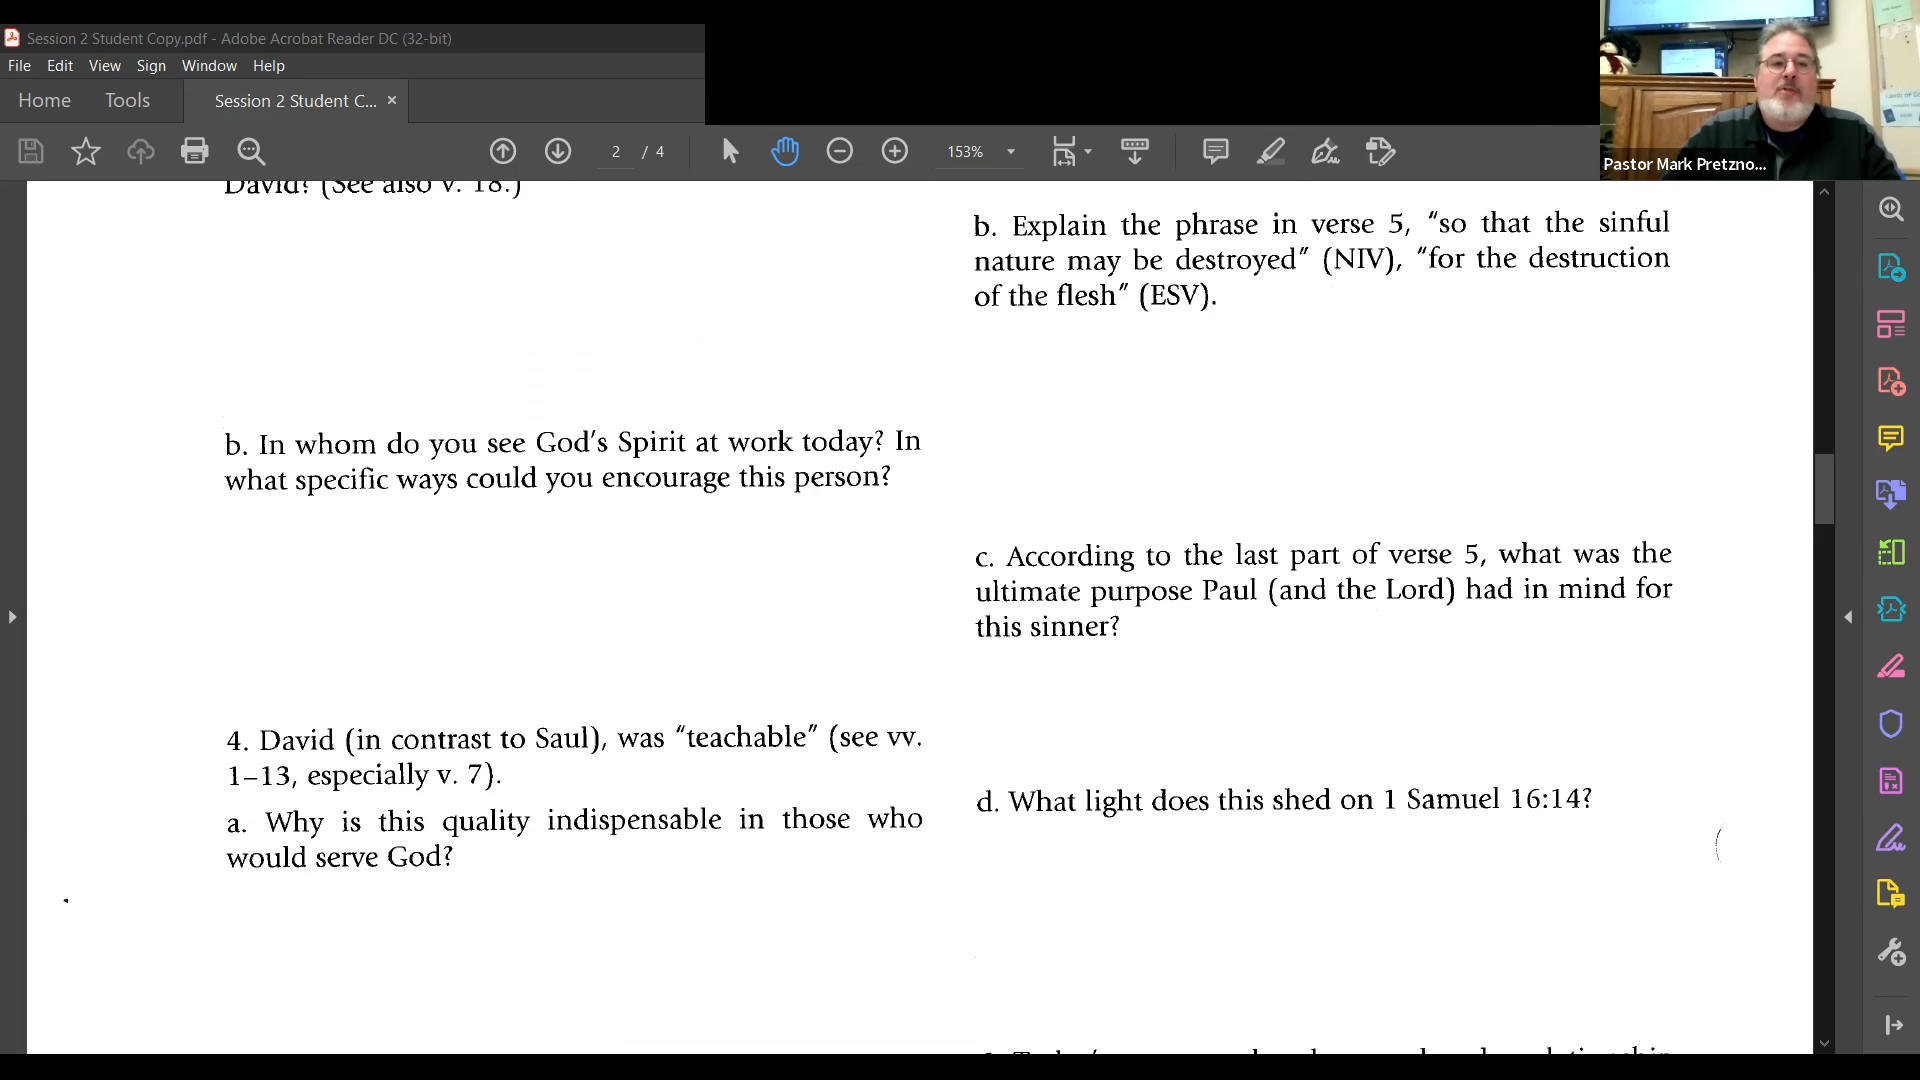 Session 2 Student Copy.pdf - Adobe Acrobat Reader DC (32-bit)
File Edit View Sign Window Help
Home Tools Session 2 Student C... ×
2 / 4 153%
Pastor Mark Pretzno...
David? (See also v. 18.)
b. In whom do you see God's Spirit at work today? In
what specific ways could you encourage this person?
4. David (in contrast to Saul), was “teachable” (see vv.
1–13, especially v. 7).
a. Why is this quality indispensable in those who
would serve God?
b. Explain the phrase in verse 5, “so that the sinful
nature may be destroyed” (NIV), “for the destruction
of the flesh” (ESV).
c. According to the last part of verse 5, what was the
ultimate purpose Paul (and the Lord) had in mind for
this sinner?
d. What light does this shed on 1 Samuel 16:14?